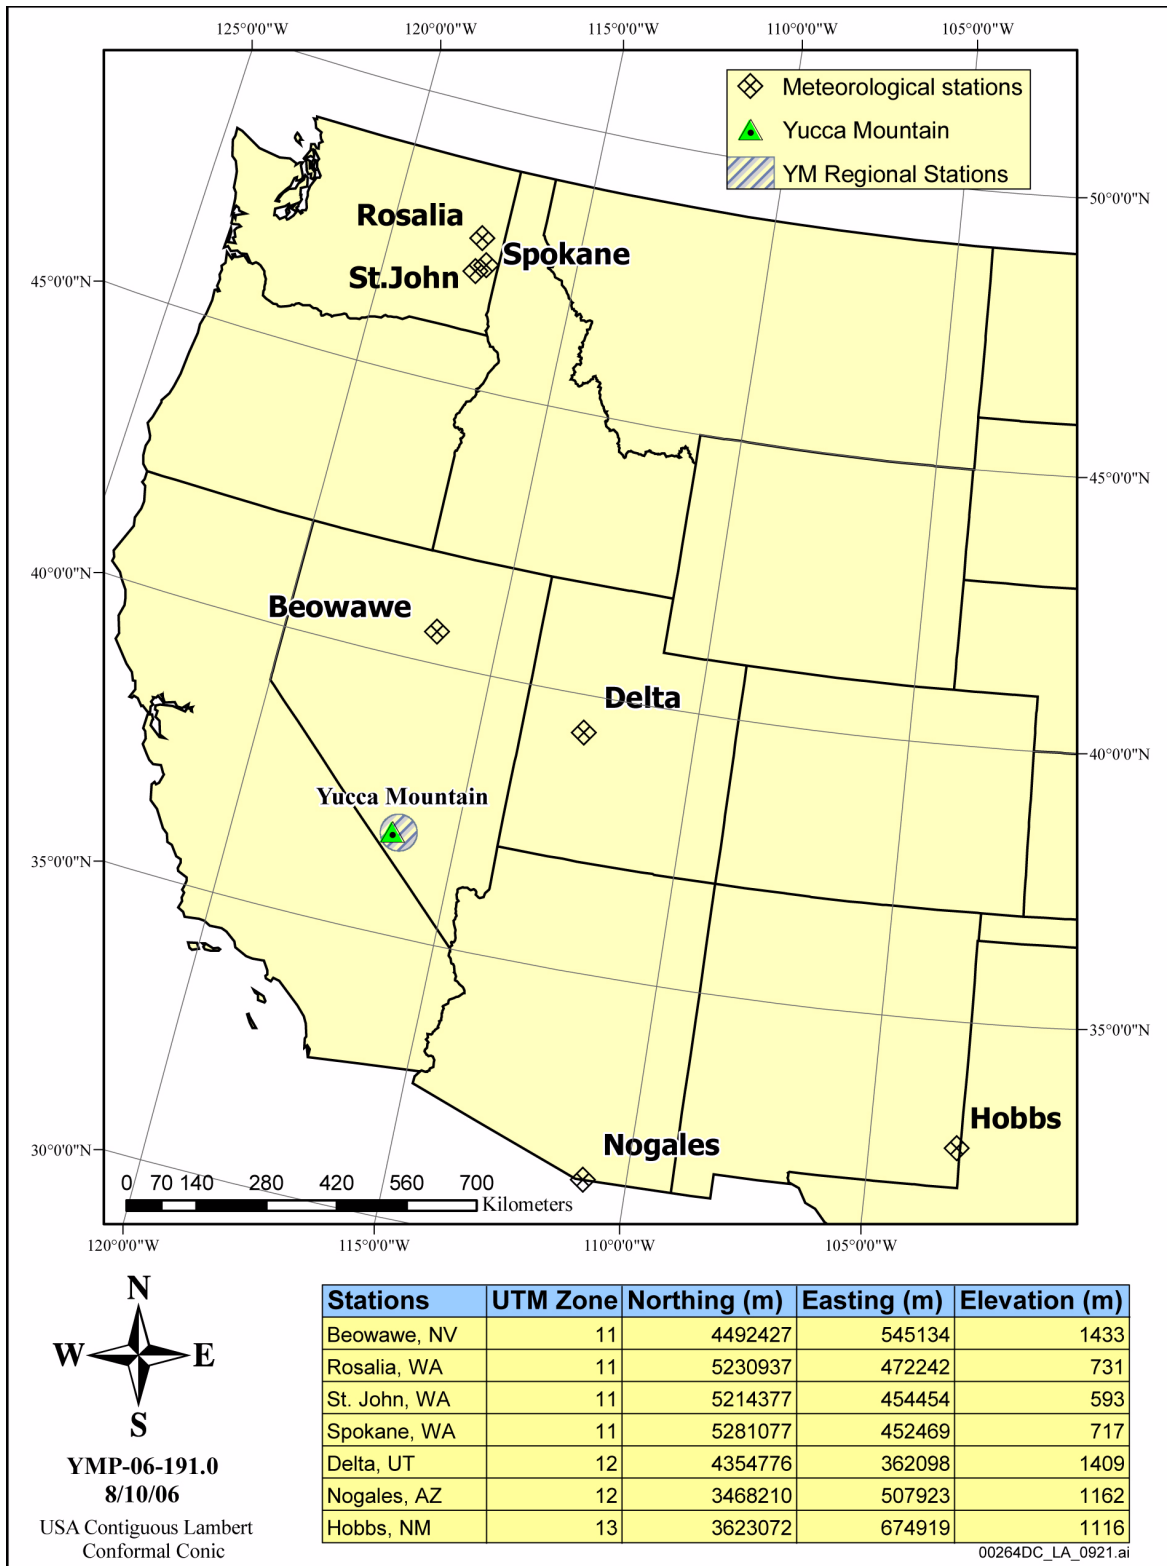 125°0'0"W 120°0'0"W 115°0'0"W 110°0'0"W 105°0'0"W
Meteorological stations
Yucca Mountain
YM Regional Stations
50°0'0"N
Rosalia
Spokane
St.John
45°0'0"N
45°0'0"N
40°0'0"N
Beowawe
Delta
40°0'0"N
Yucca Mountain
35°0'0"N
35°0'0"N
Hobbs
Nogales
30°0'0"N
0 70 140 280 420 560 700
Kilometers
120°0'0"W 115°0'0"W 110°0'0"W 105°0'0"W
N
W E
S
YMP-06-191.0
8/10/06
USA Contiguous Lambert
Conformal Conic
Stations UTM Zone Northing (m) Easting (m) Elevation (m)
Beowawe, NV 11 4492427 545134 1433
Rosalia, WA 11 5230937 472242 731
St. John, WA 11 5214377 454454 593
Spokane, WA 11 5281077 452469 717
Delta, UT 12 4354776 362098 1409
Nogales, AZ 12 3468210 507923 1162
Hobbs, NM 13 3623072 674919 1116
00264DC_LA_0921.ai